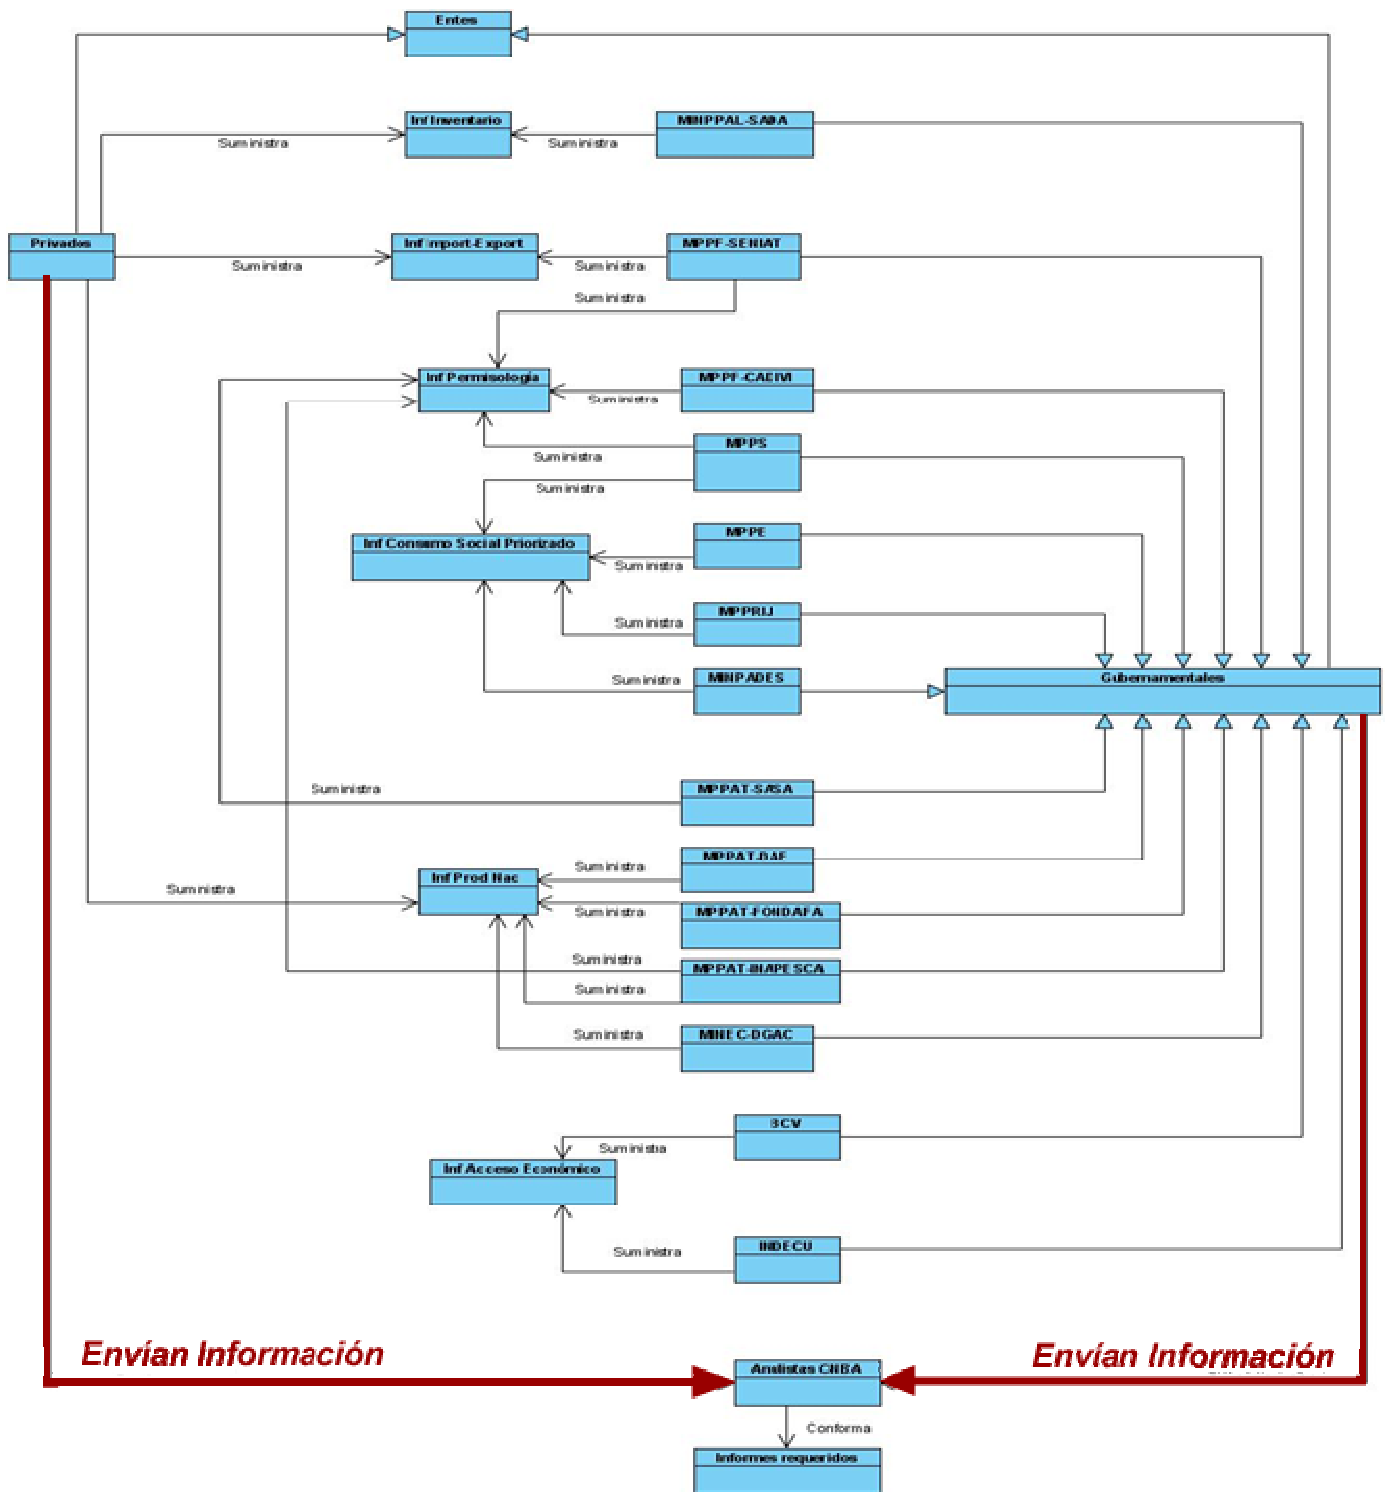 Entes
Inf Inventario
MINPPAL-SADA
Suministra
Suministra
Privados
Inf Import-Export
MPPF-SENIAT
Suministra
Suministra
Suministra
Inf Permisología
MPPF-CADIVI
Suministra
MPPS
Suministra
Suministra
Inf Consumo Social Priorizado
MPPE
Suministra
MPPRIJ
Suministra
MINPADES
Suministra
Gubernamentales
MPPAT-SASA
Suministra
MPPAT-DAE
Suministra
Inf Prod Nac
Suministra
Suministra
MPPAT-FONDAFA
Suministra
MPPAT-INAPESCA
Suministra
MINEC-DGAC
Suministra
BCV
Suministra
Inf Acceso Económico
INDECU
Suministra
Envían Información
Envían Información
Analistas CNBA
Conforma
Informes requeridos